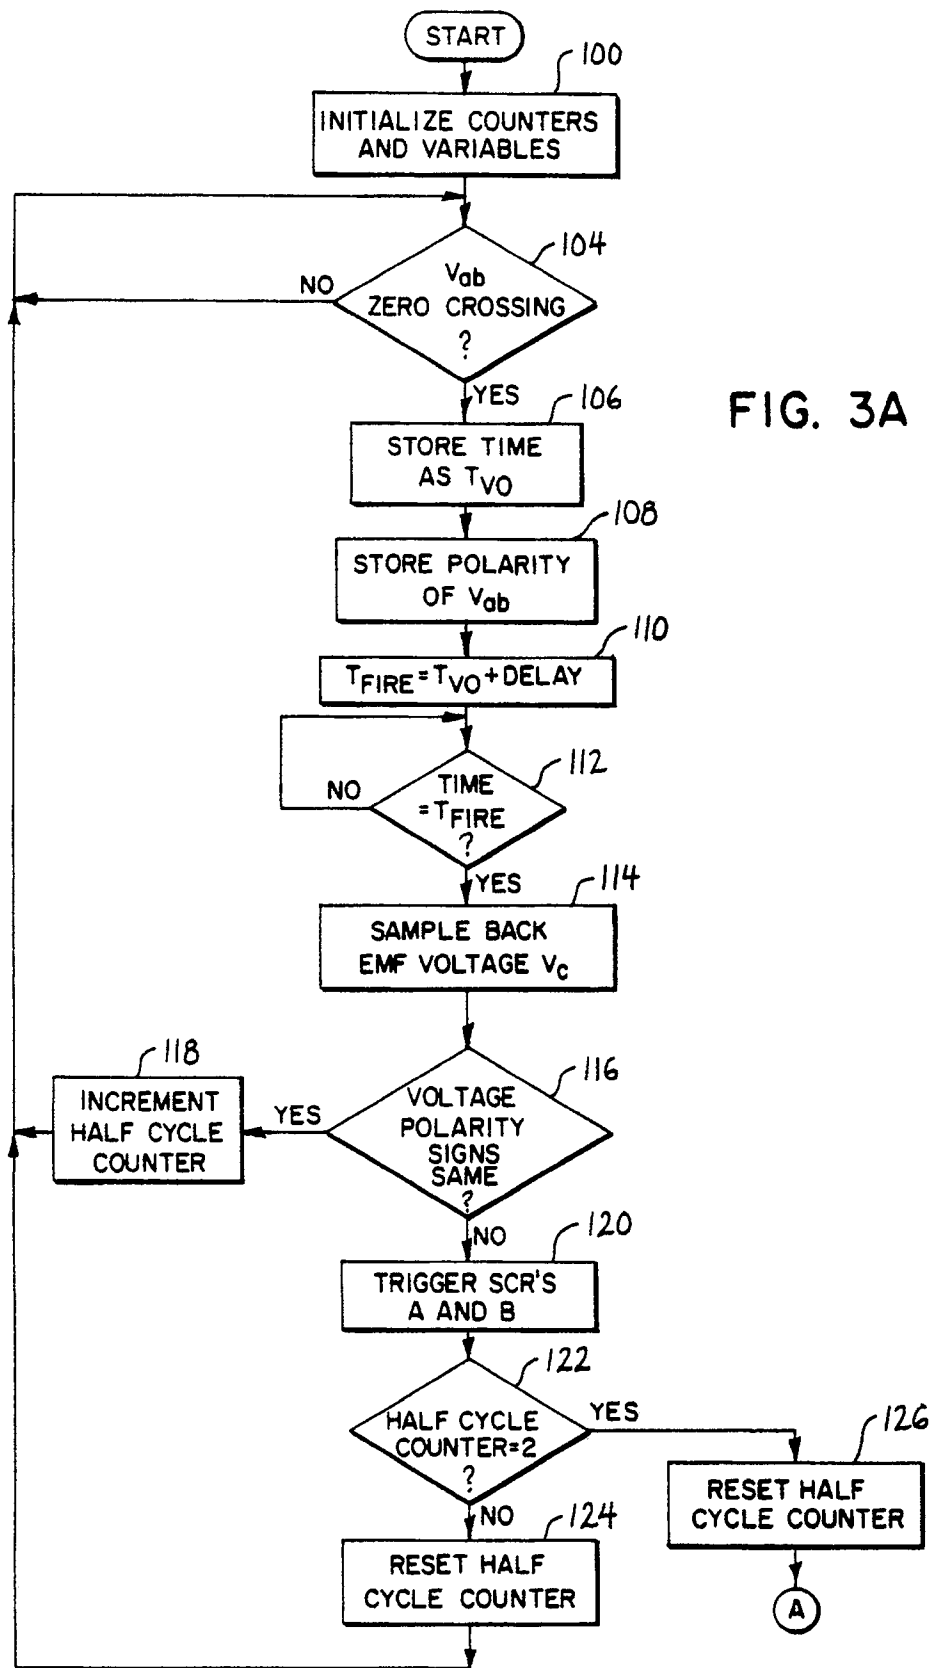 START
100
INITIALIZE COUNTERS
AND VARIABLES
104
Vab
ZERO CROSSING
?
NO
YES
FIG. 3A
106
STORE TIME
AS TVO
108
STORE POLARITY
OF Vab
110
TFIRE=TVO+DELAY
112
TIME
=TFIRE
?
NO
YES
114
SAMPLE BACK
EMF VOLTAGE VC
116
VOLTAGE
POLARITY
SIGNS
SAME
?
YES
118
INCREMENT
HALF CYCLE
COUNTER
NO
120
TRIGGER SCR'S
A AND B
122
HALF CYCLE
COUNTER=2
?
YES
126
RESET HALF
CYCLE COUNTER
A
NO
124
RESET HALF
CYCLE COUNTER